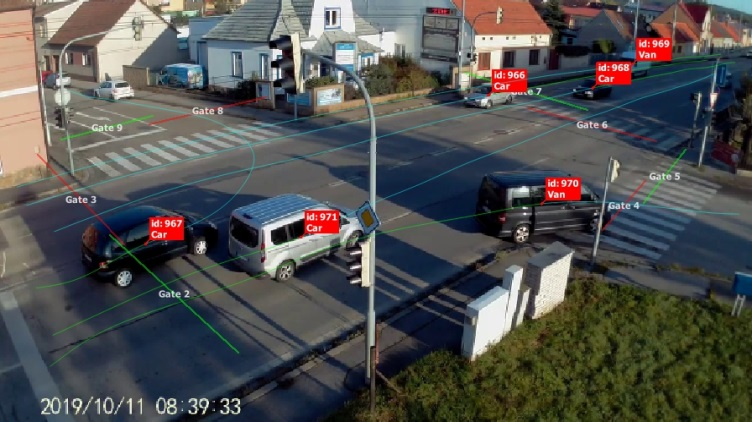 id: 969
Van
id: 968
Car
id: 966
Car
Gate 7
Gate 8
Gate 9
Gate 6
Gate 5
id: 970
Van
Gate 4
Gate 3
id: 967
Car
id: 971
Car
Gate 2
2019/10/11 08:39:33